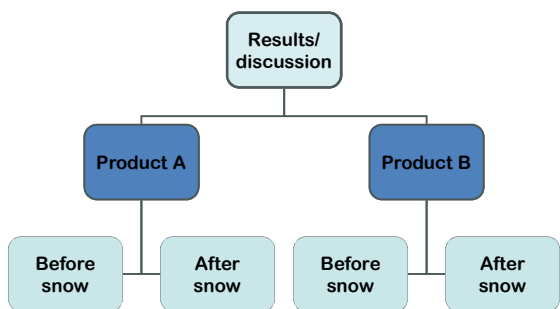 Results/
discussion
Product A
Product B
Before
snow
After
snow
Before
snow
After
snow